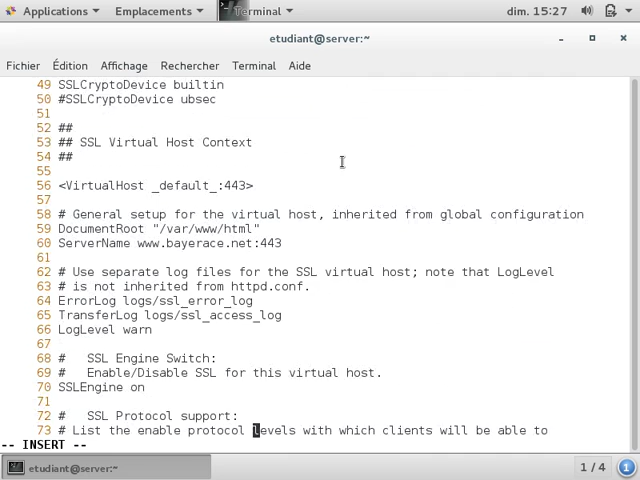 Applications Emplacements Terminal dim. 15:27
etudiant@server:~
Fichier Édition Affichage Rechercher Terminal Aide
49 SSLCryptoDevice builtin
50 #SSLCryptoDevice ubsec
51
52 ##
53 ## SSL Virtual Host Context
54 ##
55
56 <VirtualHost _default_:443>
57
58 # General setup for the virtual host, inherited from global configuration
59 DocumentRoot "/var/www/html"
60 ServerName www.bayerace.net:443
61
62 # Use separate log files for the SSL virtual host; note that LogLevel
63 # is not inherited from httpd.conf.
64 ErrorLog logs/ssl_error_log
65 TransferLog logs/ssl_access_log
66 LogLevel warn
67
68 #   SSL Engine Switch:
69 #   Enable/Disable SSL for this virtual host.
70 SSLEngine on
71
72 #   SSL Protocol support:
73 # List the enable protocol levels with which clients will be able to
-- INSERT --
etudiant@server:~ 1 / 4 1